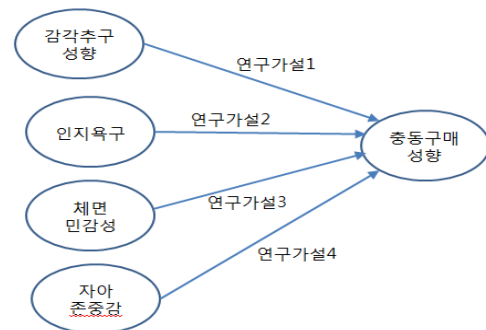 감각추구
성향
연구가설1
인지욕구
연구가설2
충동구매
성향
체면
민감성
연구가설3
연구가설4
자아
존중감